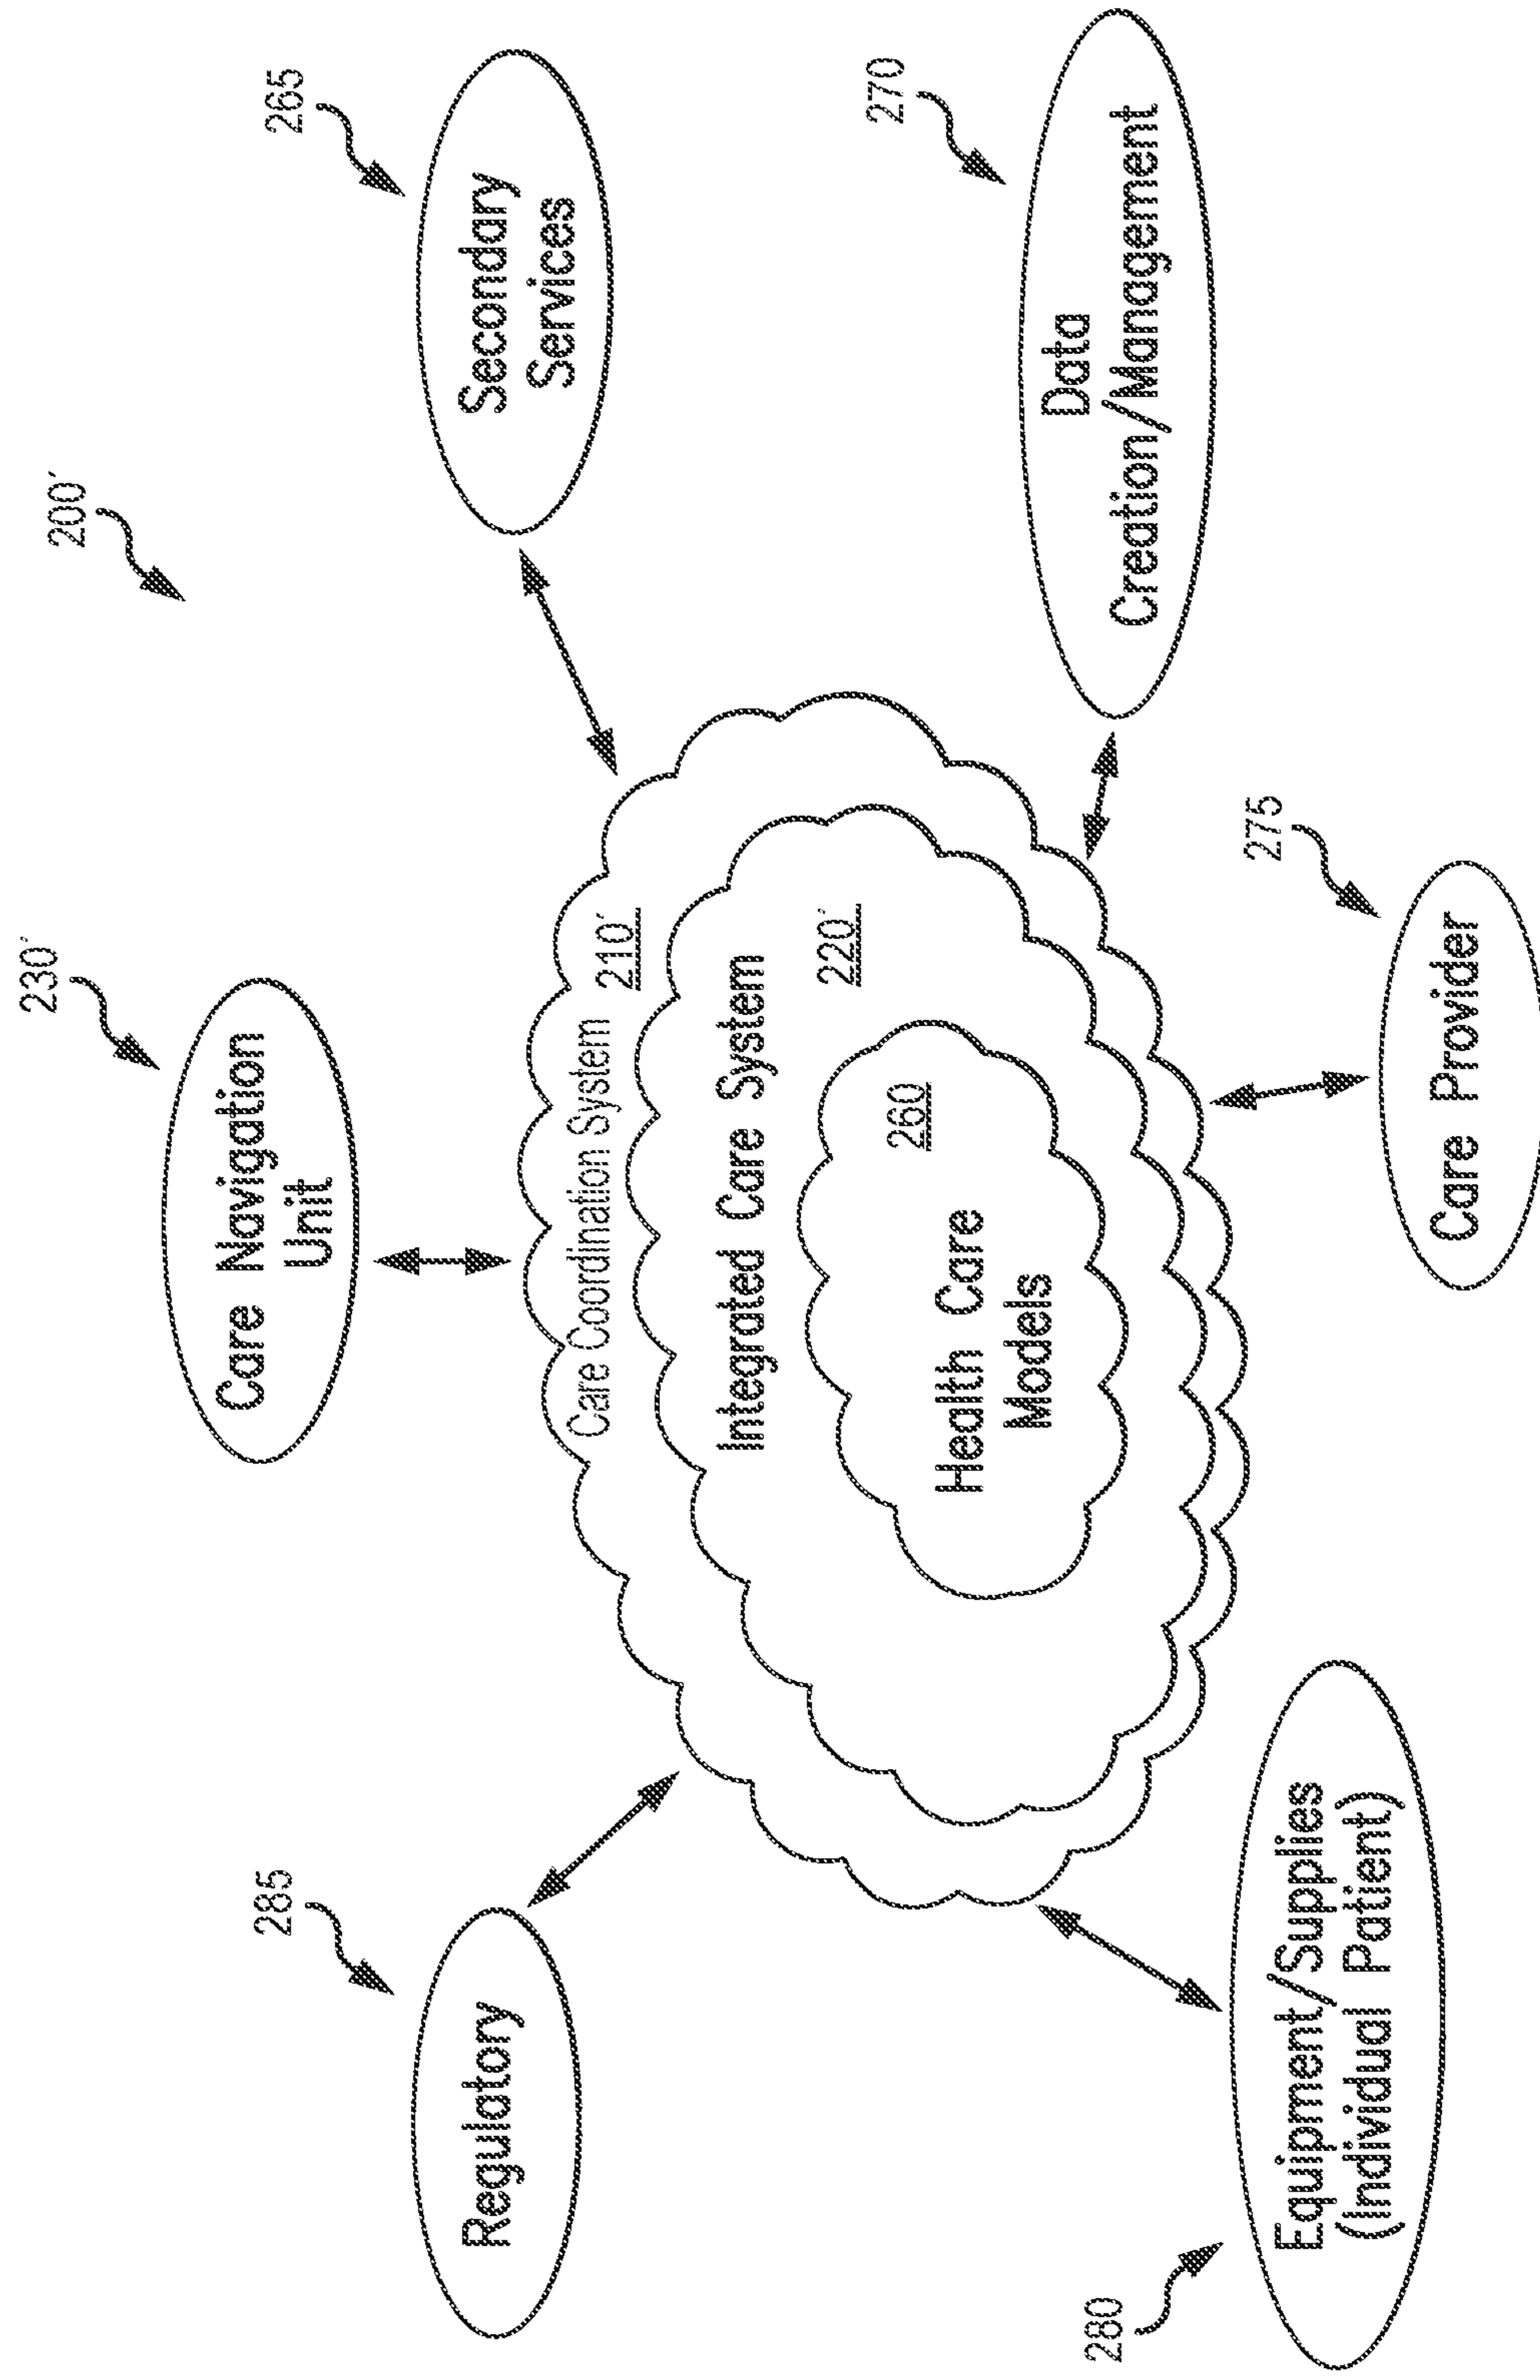 200´
230´
Care Navigation
Unit
285
Regulatory
265
Secondary
Services
Care Coordination System 210´
Integrated Care System
220´
260
Health Care
Models
270
Data
Creation/Management
280
Equipment/Supplies
(Individual Patient)
275
Care Provider